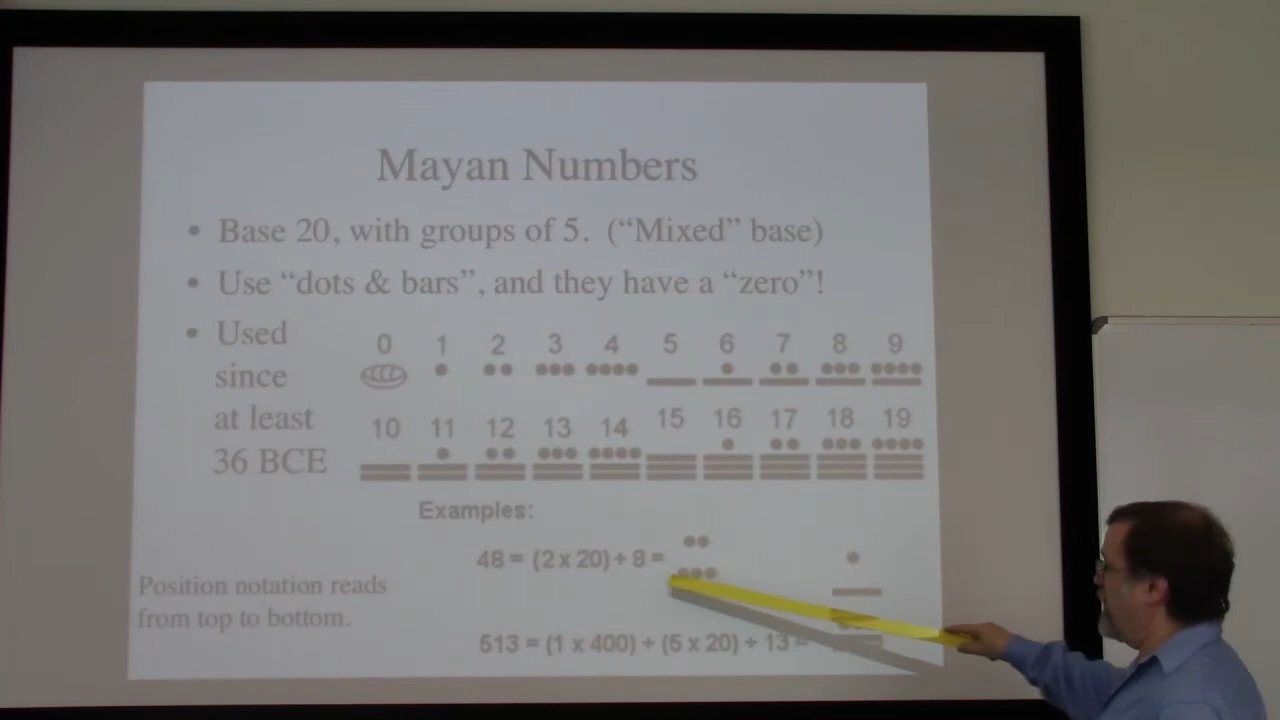 Mayan Numbers
• Base 20, with groups of 5. (“Mixed” base)
• Use “dots & bars”, and they have a “zero”!
• Used
since
at least
36 BCE
0 1 2 3 4 5 6 7 8 9
10 11 12 13 14 15 16 17 18 19
Examples:
48 = (2 x 20) + 8 =
Position notation reads
from top to bottom.
513 = (1 x 400) + (5 x 20) + 13 =